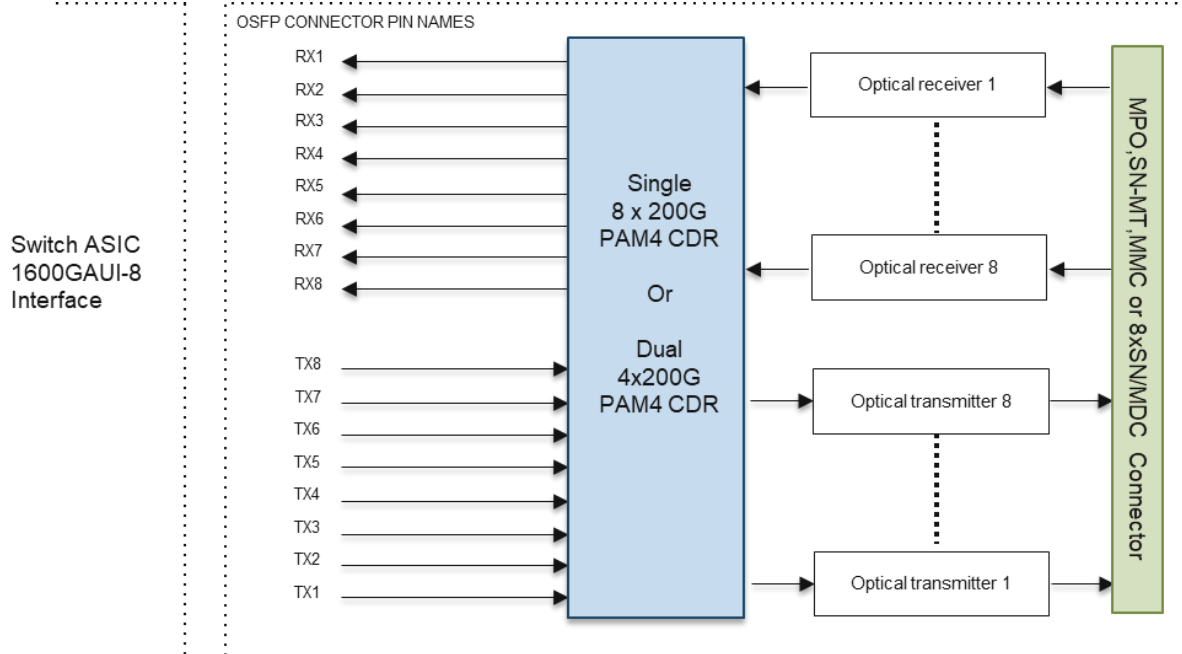 OSFP CONNECTOR PIN NAMES
RX1
RX2
RX3
RX4
RX5
RX6
RX7
RX8
TX8
TX7
TX6
TX5
TX4
TX3
TX2
TX1
Switch ASIC
1600GAUI-8
Interface
Single
8 x 200G
PAM4 CDR
Or
Dual
4x200G
PAM4 CDR
Optical receiver 1
Optical receiver 8
Optical transmitter 8
Optical transmitter 1
MPO,SN-MT,MMC or 8xSN/MDC Connector